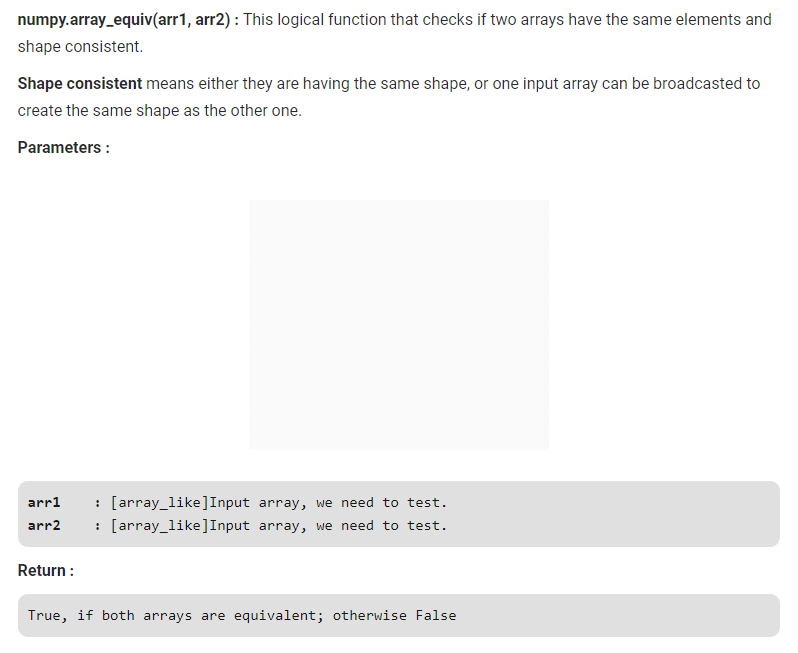 numpy.array_equiv(arr1, arr2) : This logical function that checks if two arrays have the same elements and
shape consistent.
Shape consistent means either they are having the same shape, or one input array can be broadcasted to
create the same shape as the other one.
Parameters :
arr1    : [array_like]Input array, we need to test.
arr2    : [array_like]Input array, we need to test.
Return :
True, if both arrays are equivalent; otherwise False